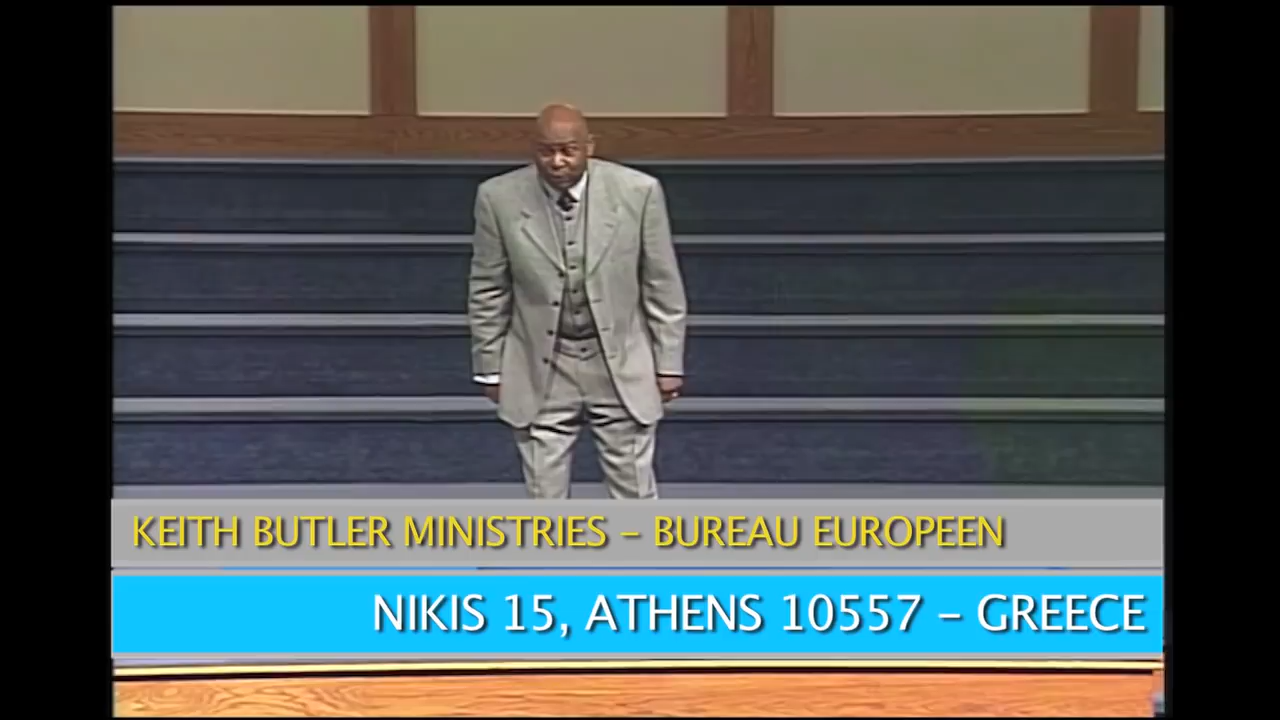 KEITH BUTLER MINISTRIES – BUREAU EUROPEEN
NIKIS 15, ATHENS 10557 – GREECE